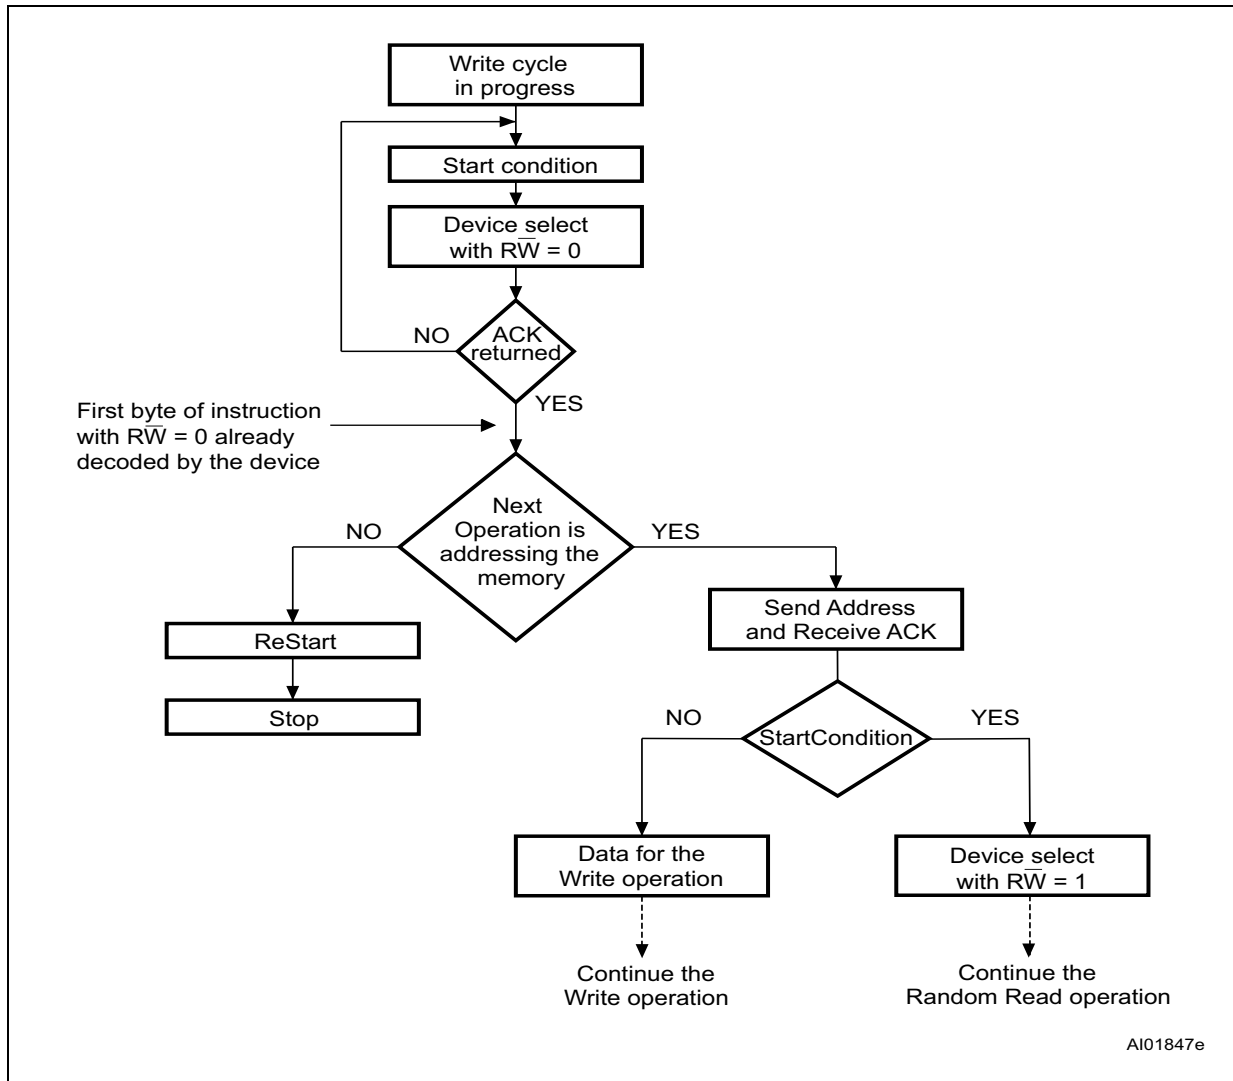 Write cycle
in progress
Start condition
Device select
with RW̅ = 0
NO
ACK
returned
YES
First byte of instruction
with RW̅ = 0 already
decoded by the device
NO
Next
Operation is
addressing the
memory
YES
Send Address
and Receive ACK
ReStart
Stop
NO
StartCondition
YES
Data for the
Write operation
Device select
with RW̅ = 1
Continue the
Write operation
Continue the
Random Read operation
AI01847e